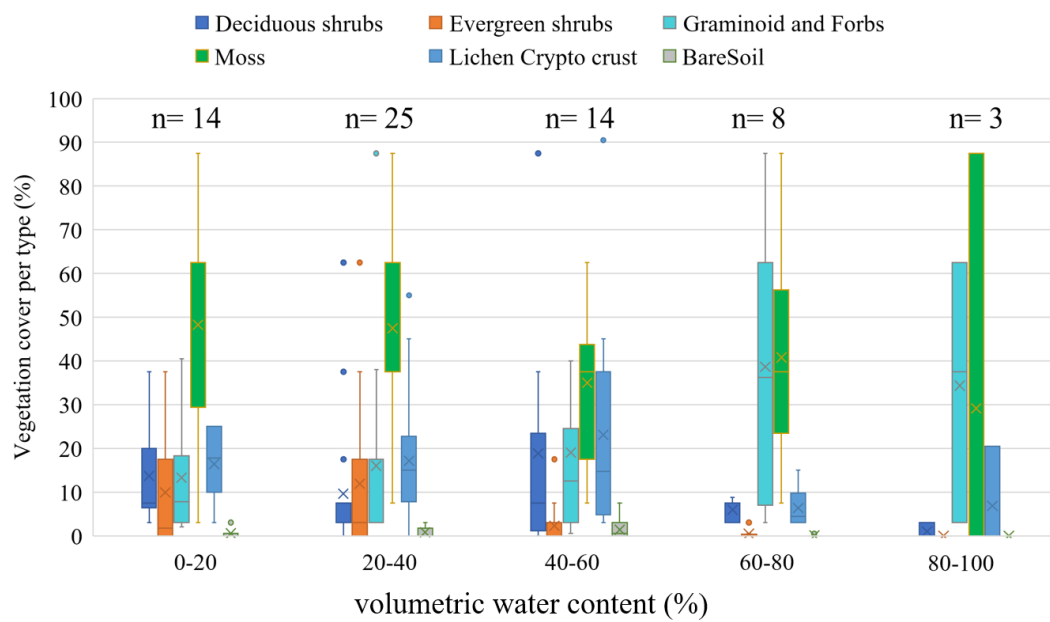 Deciduous shrubs Evergreen shrubs Graminoid and Forbs
Moss Lichen Crypto crust BareSoil
100
n= 14 n= 25 n= 14 n= 8 n= 3
90
80
70
60
50
40
30
20
10
0
Vegetation cover per type (%)
0-20 20-40 40-60 60-80 80-100
volumetric water content (%)